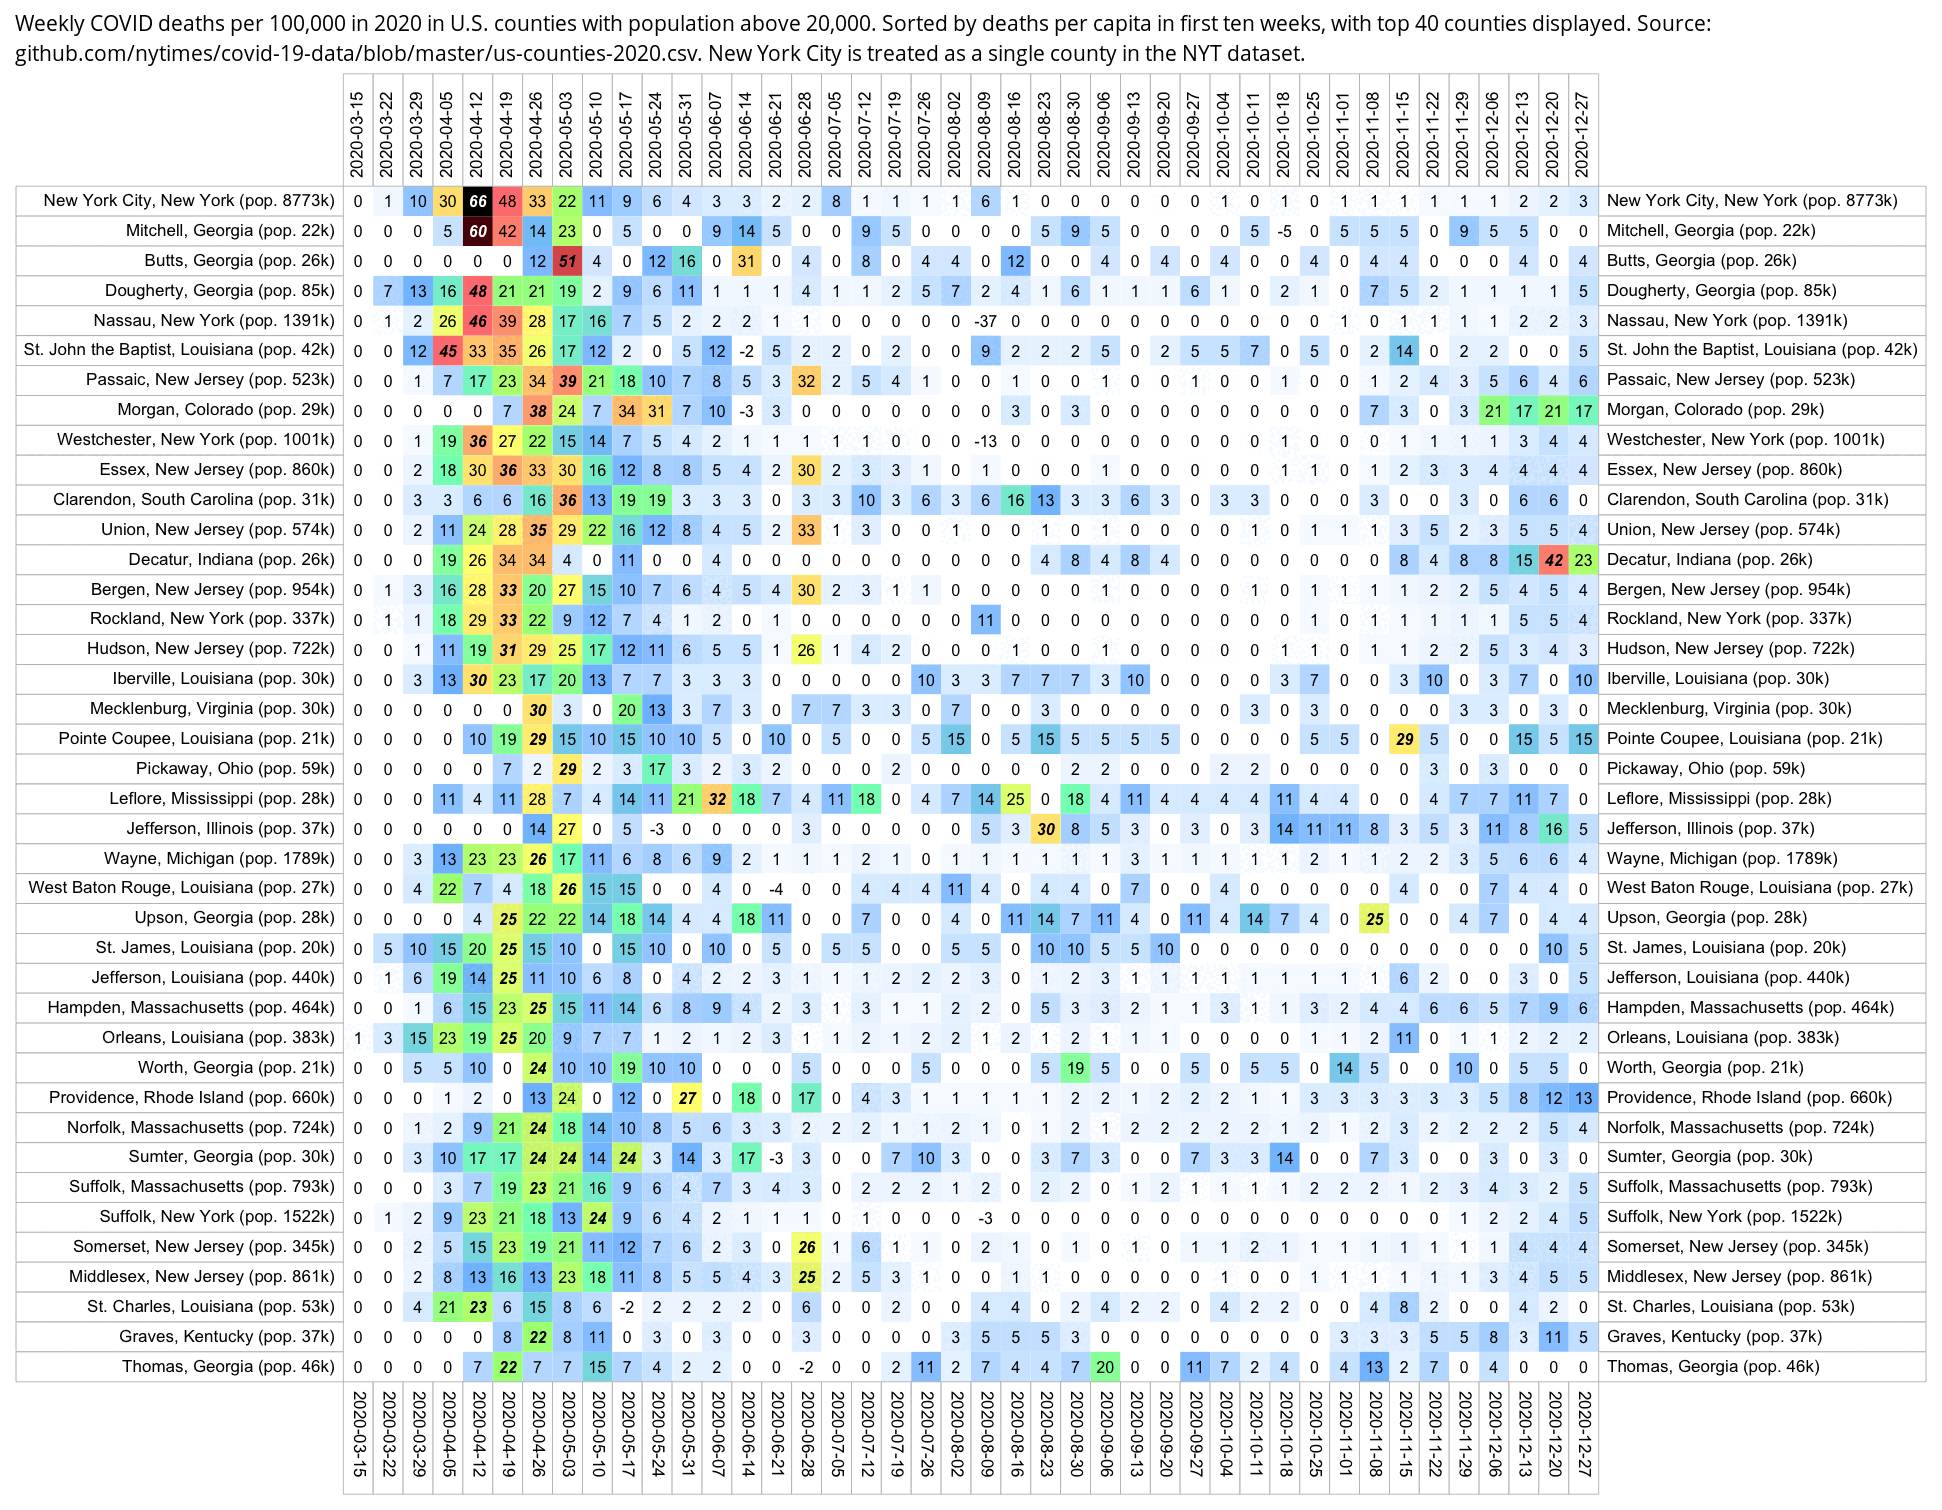 Weekly COVID deaths per 100,000 in 2020 in U.S. counties with population above 20,000. Sorted by deaths per capita in first ten weeks, with top 40 counties displayed. Source:
github.com/nytimes/covid-19-data/blob/master/us-counties-2020.csv. New York City is treated as a single county in the NYT dataset.
2020-03-15 2020-03-22 2020-03-29 2020-04-05 2020-04-12 2020-04-19 2020-04-26 2020-05-03 2020-05-10 2020-05-17 2020-05-24 2020-05-31 2020-06-07 2020-06-14 2020-06-21 2020-06-28 2020-07-05 2020-07-12 2020-07-19 2020-07-26 2020-08-02 2020-08-09 2020-08-16 2020-08-23 2020-08-30 2020-09-06 2020-09-13 2020-09-20 2020-09-27 2020-10-04 2020-10-11 2020-10-18 2020-10-25 2020-11-01 2020-11-08 2020-11-15 2020-11-22 2020-11-29 2020-12-06 2020-12-13 2020-12-20 2020-12-27
New York City, New York (pop. 8773k) 0 1 10 30 66 48 33 22 11 9 6 4 3 3 2 2 8 1 1 1 1 6 1 0 0 0 0 0 0 1 0 1 0 1 1 1 1 1 1 2 2 3 New York City, New York (pop. 8773k)
Mitchell, Georgia (pop. 22k) 0 0 0 5 60 42 14 23 0 5 0 0 9 14 5 0 0 9 5 0 0 0 0 5 9 5 0 0 0 0 5 -5 0 5 5 5 0 9 5 5 0 0 Mitchell, Georgia (pop. 22k)
Butts, Georgia (pop. 26k) 0 0 0 0 0 0 12 51 4 0 12 16 0 31 0 4 0 8 0 4 4 0 12 0 0 4 0 4 0 4 0 0 4 0 4 4 0 0 0 4 0 4 Butts, Georgia (pop. 26k)
Dougherty, Georgia (pop. 85k) 0 7 13 16 48 21 21 19 2 9 6 11 1 1 1 4 1 1 2 5 7 2 4 1 6 1 1 1 6 1 0 2 1 0 7 5 2 1 1 1 1 5 Dougherty, Georgia (pop. 85k)
Nassau, New York (pop. 1391k) 0 1 2 26 46 39 28 17 16 7 5 2 2 2 1 1 0 0 0 0 0 -37 0 0 0 0 0 0 0 0 0 0 0 1 0 1 1 1 1 2 2 3 Nassau, New York (pop. 1391k)
St. John the Baptist, Louisiana (pop. 42k) 0 0 12 45 33 35 26 17 12 2 0 5 12 -2 5 2 2 0 2 0 0 9 2 2 2 5 0 2 5 5 7 0 5 0 2 14 0 2 2 0 0 5 St. John the Baptist, Louisiana (pop. 42k)
Passaic, New Jersey (pop. 523k) 0 0 1 7 17 23 34 39 21 18 10 7 8 5 3 32 2 5 4 1 0 0 1 0 0 1 0 0 1 0 0 1 0 0 1 2 4 3 5 6 4 6 Passaic, New Jersey (pop. 523k)
Morgan, Colorado (pop. 29k) 0 0 0 0 0 7 38 24 7 34 31 7 10 -3 3 0 0 0 0 0 0 0 3 0 3 0 0 0 0 0 0 0 0 0 7 3 0 3 21 17 21 17 Morgan, Colorado (pop. 29k)
Westchester, New York (pop. 1001k) 0 0 1 19 36 27 22 15 14 7 5 4 2 1 1 1 1 1 0 0 0 -13 0 0 0 0 0 0 0 0 0 1 0 0 1 1 1 1 1 3 4 4 Westchester, New York (pop. 1001k)
Essex, New Jersey (pop. 860k) 0 0 2 18 30 36 33 30 16 12 8 8 5 4 2 30 2 3 3 1 0 1 0 0 0 1 0 0 0 0 0 1 1 0 1 2 3 3 4 4 4 4 Essex, New Jersey (pop. 860k)
Clarendon, South Carolina (pop. 31k) 0 0 3 3 6 6 16 36 13 19 19 3 3 3 0 3 3 10 3 6 3 6 16 13 3 3 6 3 0 3 3 0 0 0 3 0 0 3 0 6 6 0 Clarendon, South Carolina (pop. 31k)
Union, New Jersey (pop. 574k) 0 0 2 11 24 28 35 29 22 16 12 8 4 5 2 33 1 3 0 0 1 0 0 1 0 1 0 0 0 0 1 0 1 1 1 3 5 2 3 5 5 4 Union, New Jersey (pop. 574k)
Decatur, Indiana (pop. 26k) 0 0 0 19 26 34 34 4 0 11 0 0 4 0 0 0 0 0 0 0 0 0 0 4 8 4 8 4 0 0 0 0 0 0 0 8 4 8 8 15 42 23 Decatur, Indiana (pop. 26k)
Bergen, New Jersey (pop. 954k) 0 1 3 16 28 33 20 27 15 10 7 6 4 5 4 30 2 3 1 1 0 0 0 0 0 1 0 0 0 0 1 0 1 1 1 1 2 2 5 4 5 4 Bergen, New Jersey (pop. 954k)
Rockland, New York (pop. 337k) 0 1 1 18 29 33 22 9 12 7 4 1 2 0 1 0 0 0 0 0 0 11 0 0 0 0 0 0 0 0 0 0 1 0 1 1 1 1 1 5 5 4 Rockland, New York (pop. 337k)
Hudson, New Jersey (pop. 722k) 0 0 1 11 19 31 29 25 17 12 11 6 5 5 1 26 1 4 2 0 0 0 1 0 0 1 0 0 0 0 0 1 1 0 1 1 2 2 5 3 4 3 Hudson, New Jersey (pop. 722k)
Iberville, Louisiana (pop. 30k) 0 0 3 13 30 23 17 20 13 7 7 3 3 3 0 0 0 0 0 10 3 3 7 7 7 3 10 0 0 0 0 3 7 0 0 3 10 0 3 7 0 10 Iberville, Louisiana (pop. 30k)
Mecklenburg, Virginia (pop. 30k) 0 0 0 0 0 0 30 3 0 20 13 3 7 3 0 7 7 3 3 0 7 0 0 3 0 0 0 0 0 0 3 0 3 0 0 0 0 3 3 0 3 0 Mecklenburg, Virginia (pop. 30k)
Pointe Coupee, Louisiana (pop. 21k) 0 0 0 0 10 19 29 15 10 15 10 10 5 0 10 0 5 0 0 5 15 0 5 15 5 5 5 5 0 0 0 0 5 5 0 29 5 0 0 15 5 15 Pointe Coupee, Louisiana (pop. 21k)
Pickaway, Ohio (pop. 59k) 0 0 0 0 0 7 2 29 2 3 17 3 2 3 2 0 0 0 2 0 0 0 0 0 2 2 0 0 0 2 2 0 0 0 0 0 3 0 3 0 0 0 Pickaway, Ohio (pop. 59k)
Leflore, Mississippi (pop. 28k) 0 0 0 11 4 11 28 7 4 14 11 21 32 18 7 4 11 18 0 4 7 14 25 0 18 4 11 4 4 4 4 11 4 4 0 0 4 7 7 11 7 0 Leflore, Mississippi (pop. 28k)
Jefferson, Illinois (pop. 37k) 0 0 0 0 0 0 14 27 0 5 -3 0 0 0 0 3 0 0 0 0 0 5 3 30 8 5 3 0 3 0 3 14 11 11 8 3 5 3 11 8 16 5 Jefferson, Illinois (pop. 37k)
Wayne, Michigan (pop. 1789k) 0 0 3 13 23 23 26 17 11 6 8 6 9 2 1 1 1 2 1 0 1 1 1 1 1 1 3 1 1 1 1 1 2 1 1 2 2 3 5 6 6 4 Wayne, Michigan (pop. 1789k)
West Baton Rouge, Louisiana (pop. 27k) 0 0 4 22 7 4 18 26 15 15 0 0 4 0 -4 0 0 4 4 4 11 4 0 4 4 0 7 0 0 4 0 0 0 0 0 4 0 0 7 4 4 0 West Baton Rouge, Louisiana (pop. 27k)
Upson, Georgia (pop. 28k) 0 0 0 0 4 25 22 22 14 18 14 4 4 18 11 0 0 7 0 0 4 0 11 14 7 11 4 0 11 4 14 7 4 0 25 0 0 4 7 0 4 4 Upson, Georgia (pop. 28k)
St. James, Louisiana (pop. 20k) 0 5 10 15 20 25 15 10 0 15 10 0 10 0 5 0 5 5 0 0 5 5 0 10 10 5 5 10 0 0 0 0 0 0 0 0 0 0 0 0 10 5 St. James, Louisiana (pop. 20k)
Jefferson, Louisiana (pop. 440k) 0 1 6 19 14 25 11 10 6 8 0 4 2 2 3 1 1 1 2 2 2 3 0 1 2 3 1 1 1 1 1 1 1 1 1 6 2 0 0 3 0 5 Jefferson, Louisiana (pop. 440k)
Hampden, Massachusetts (pop. 464k) 0 0 1 6 15 23 25 15 11 14 6 8 9 4 2 3 1 3 1 1 2 2 0 5 3 3 2 1 1 3 1 1 3 2 4 4 6 6 5 7 9 6 Hampden, Massachusetts (pop. 464k)
Orleans, Louisiana (pop. 383k) 1 3 15 23 19 25 20 9 7 7 1 2 1 2 3 1 1 2 1 2 2 1 2 1 2 1 1 1 0 0 0 0 1 1 2 11 0 1 1 2 2 2 Orleans, Louisiana (pop. 383k)
Worth, Georgia (pop. 21k) 0 0 5 5 10 0 24 10 10 19 10 10 0 0 0 5 0 0 0 5 0 0 0 5 19 5 0 0 5 0 5 5 0 14 5 0 0 10 0 5 5 0 Worth, Georgia (pop. 21k)
Providence, Rhode Island (pop. 660k) 0 0 0 1 2 0 13 24 0 12 0 27 0 18 0 17 0 4 3 1 1 1 1 1 2 2 1 2 2 2 1 1 3 3 3 3 3 3 5 8 12 13 Providence, Rhode Island (pop. 660k)
Norfolk, Massachusetts (pop. 724k) 0 0 1 2 9 21 24 18 14 10 8 5 6 3 3 2 2 2 1 1 2 1 0 1 2 1 2 2 2 2 2 1 2 1 2 3 2 2 2 2 5 4 Norfolk, Massachusetts (pop. 724k)
Sumter, Georgia (pop. 30k) 0 0 3 10 17 17 24 24 14 24 3 14 3 17 -3 3 0 0 7 10 3 0 0 3 7 3 0 0 7 3 3 14 0 0 7 3 0 0 3 0 3 0 Sumter, Georgia (pop. 30k)
Suffolk, Massachusetts (pop. 793k) 0 0 0 3 7 19 23 21 16 9 6 4 7 3 4 3 0 2 2 2 1 2 0 2 2 0 1 2 1 1 1 1 2 2 2 1 2 3 4 3 2 5 Suffolk, Massachusetts (pop. 793k)
Suffolk, New York (pop. 1522k) 0 1 2 9 23 21 18 13 24 9 6 4 2 1 1 1 0 1 0 0 0 -3 0 0 0 0 0 0 0 0 0 0 0 0 0 0 0 1 2 2 4 5 Suffolk, New York (pop. 1522k)
Somerset, New Jersey (pop. 345k) 0 0 2 5 15 23 19 21 11 12 7 6 2 3 0 26 1 6 1 1 0 2 1 0 1 0 1 0 1 1 2 1 1 1 1 1 1 1 1 4 4 4 Somerset, New Jersey (pop. 345k)
Middlesex, New Jersey (pop. 861k) 0 0 2 8 13 16 13 23 18 11 8 5 5 4 3 25 2 5 3 1 0 0 1 1 0 0 0 0 0 1 0 0 1 1 1 1 1 1 3 4 5 5 Middlesex, New Jersey (pop. 861k)
St. Charles, Louisiana (pop. 53k) 0 0 4 21 23 6 15 8 6 -2 2 2 2 2 0 6 0 0 2 0 0 4 4 0 2 4 2 2 0 4 2 2 0 0 4 8 2 0 0 4 2 0 St. Charles, Louisiana (pop. 53k)
Graves, Kentucky (pop. 37k) 0 0 0 0 0 8 22 8 11 0 3 0 3 0 0 3 0 0 0 0 3 5 5 5 3 0 0 0 0 0 0 0 0 3 3 3 5 5 8 3 11 5 Graves, Kentucky (pop. 37k)
Thomas, Georgia (pop. 46k) 0 0 0 0 7 22 7 7 15 7 4 2 2 0 0 -2 0 0 2 11 2 7 4 4 7 20 0 0 11 7 2 4 0 4 13 2 7 0 4 0 0 0 Thomas, Georgia (pop. 46k)
2020-03-15 2020-03-22 2020-03-29 2020-04-05 2020-04-12 2020-04-19 2020-04-26 2020-05-03 2020-05-10 2020-05-17 2020-05-24 2020-05-31 2020-06-07 2020-06-14 2020-06-21 2020-06-28 2020-07-05 2020-07-12 2020-07-19 2020-07-26 2020-08-02 2020-08-09 2020-08-16 2020-08-23 2020-08-30 2020-09-06 2020-09-13 2020-09-20 2020-09-27 2020-10-04 2020-10-11 2020-10-18 2020-10-25 2020-11-01 2020-11-08 2020-11-15 2020-11-22 2020-11-29 2020-12-06 2020-12-13 2020-12-20 2020-12-27